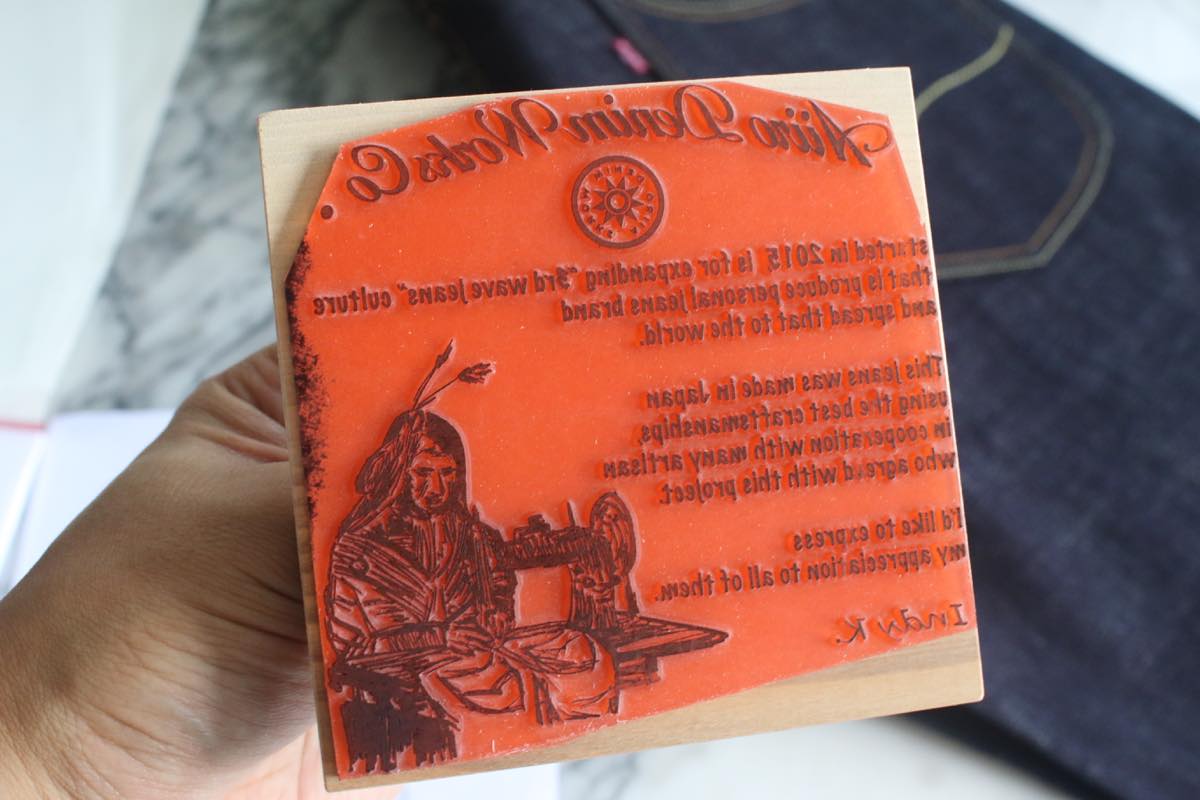 Aiiro Denim Works Co.
started in 2015 is for expanding "3rd wave jeans" culture
that is produce personal jeans brand
and spread that to the world.
This jeans was made in Japan
using the best craftsmanships,
in cooperation with many artisan
who agreed with this project.
I'd like to express
my appreciation to all of them.
Indy K.